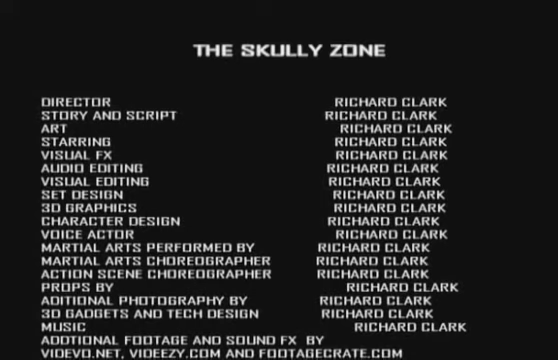 THE SKULLY ZONE
DIRECTOR RICHARD CLARK
STORY AND SCRIPT RICHARD CLARK
ART RICHARD CLARK
STARRING RICHARD CLARK
VISUAL FX RICHARD CLARK
AUDIO EDITING RICHARD CLARK
VISUAL EDITING RICHARD CLARK
SET DESIGN RICHARD CLARK
3D GRAPHICS RICHARD CLARK
CHARACTER DESIGN RICHARD CLARK
VOICE ACTOR RICHARD CLARK
MARTIAL ARTS PERFORMED BY RICHARD CLARK
MARTIAL ARTS CHOREOGRAPHER RICHARD CLARK
ACTION SCENE CHOREOGRAPHER RICHARD CLARK
PROPS BY RICHARD CLARK
ADITIONAL PHOTOGRAPHY BY RICHARD CLARK
3D GADGETS AND TECH DESIGN RICHARD CLARK
MUSIC RICHARD CLARK
ADDTIONAL FOOTAGE AND SOUND FX BY
VIDEVO.NET, VIDEEZY.COM AND FOOTAGECRATE.COM